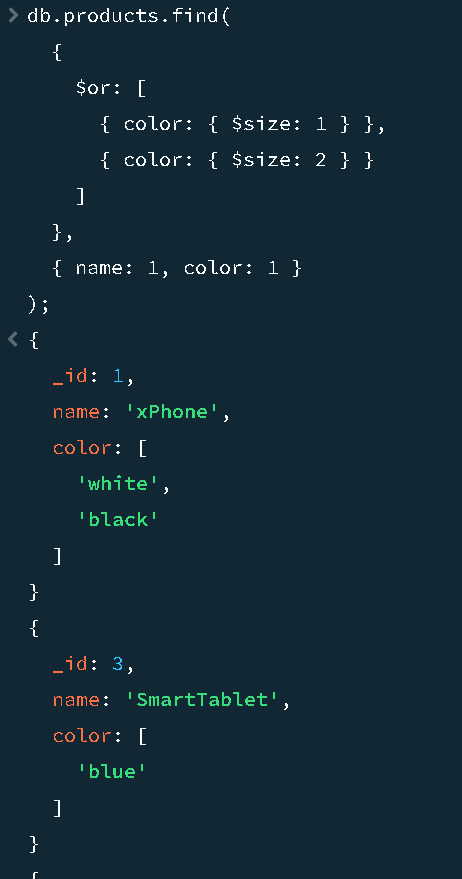 > db.products.find(
{
$or: [
{ color: { $size: 1 } },
{ color: { $size: 2 } }
]
},
{ name: 1, color: 1 }
);
< {
_id: 1,
name: 'xPhone',
color: [
'white',
'black'
]
}
{
_id: 3,
name: 'SmartTablet',
color: [
'blue'
]
}
{